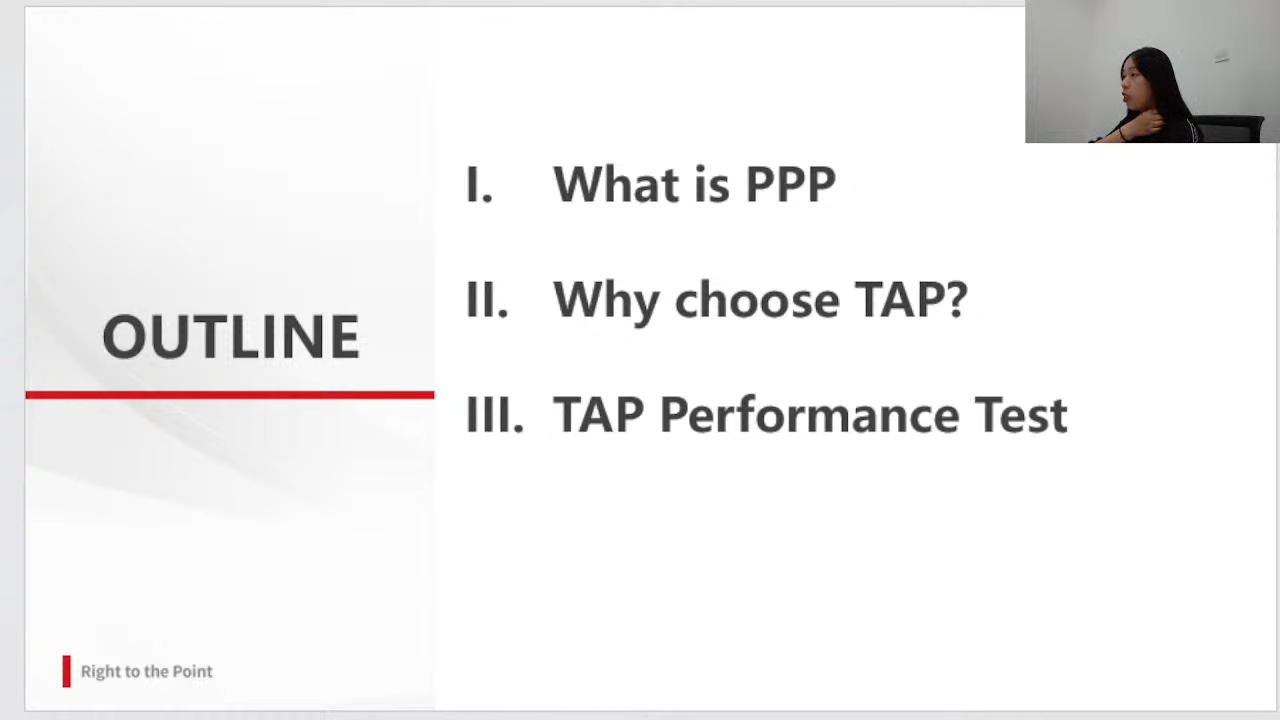 OUTLINE
I. What is PPP
II. Why choose TAP?
III. TAP Performance Test
Right to the Point